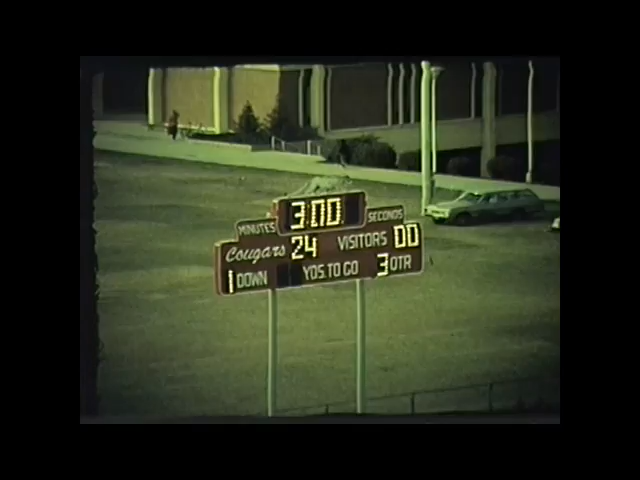 3:00
MINUTES SECONDS
Cougars 24 VISITORS 00
1 DOWN YDS. TO GO 3 QTR